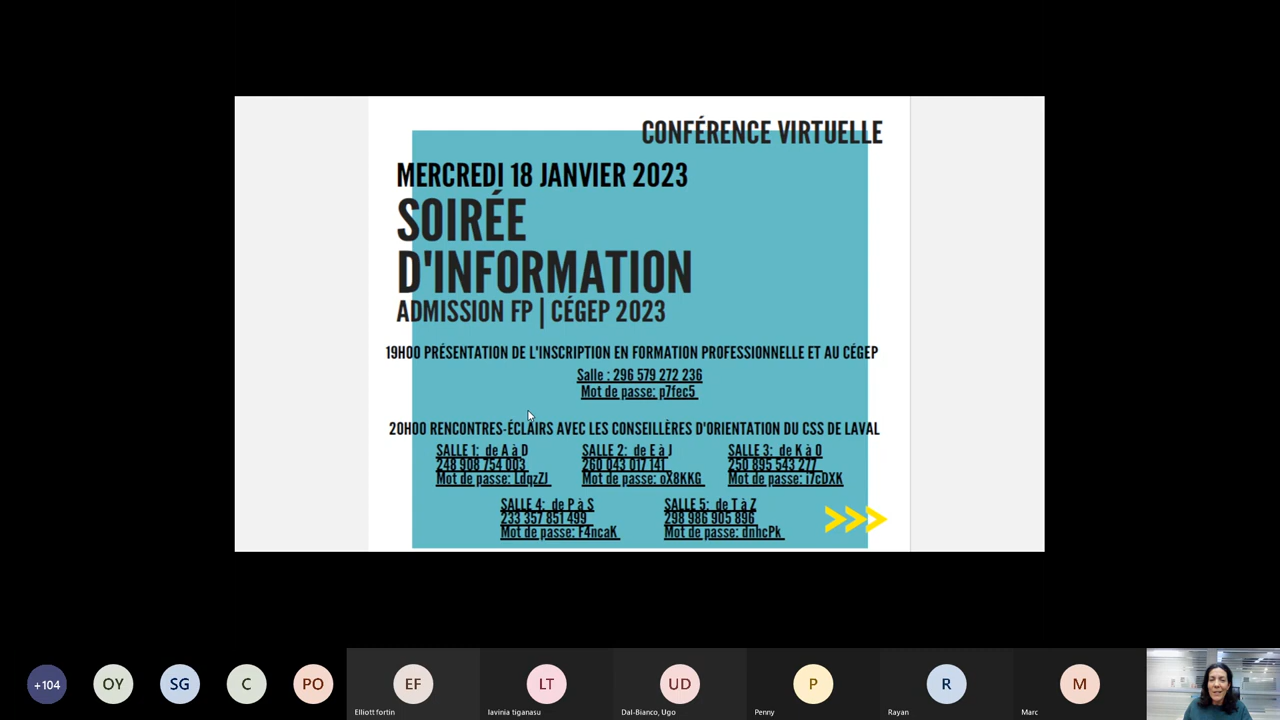 CONFÉRENCE VIRTUELLE
MERCREDI 18 JANVIER 2023
SOIRÉE
D'INFORMATION
ADMISSION FP | CÉGEP 2023
19H00 PRÉSENTATION DE L'INSCRIPTION EN FORMATION PROFESSIONNELLE ET AU CÉGEP
Salle : 296 579 272 236
Mot de passe: p7fec5
20H00 RENCONTRES-ÉCLAIRS AVEC LES CONSEILLÈRES D'ORIENTATION DU CSS DE LAVAL
SALLE 1: de A à D
248 908 754 003
Mot de passe: LdqzZJ
SALLE 2: de E à J
260 043 017 141
Mot de passe: oX8KKG
SALLE 3: de K à O
250 895 543 277
Mot de passe: i7cDXK
SALLE 4: de P à S
233 357 851 499
Mot de passe: F4ncaK
SALLE 5: de T à Z
298 986 905 896
Mot de passe: dnhcPk
+104
OY
SG
C
PO
EF
Elliott fortin
LT
lavinia tiganasu
UD
Dal-Bianco, Ugo
P
Penny
R
Rayan
M
Marc